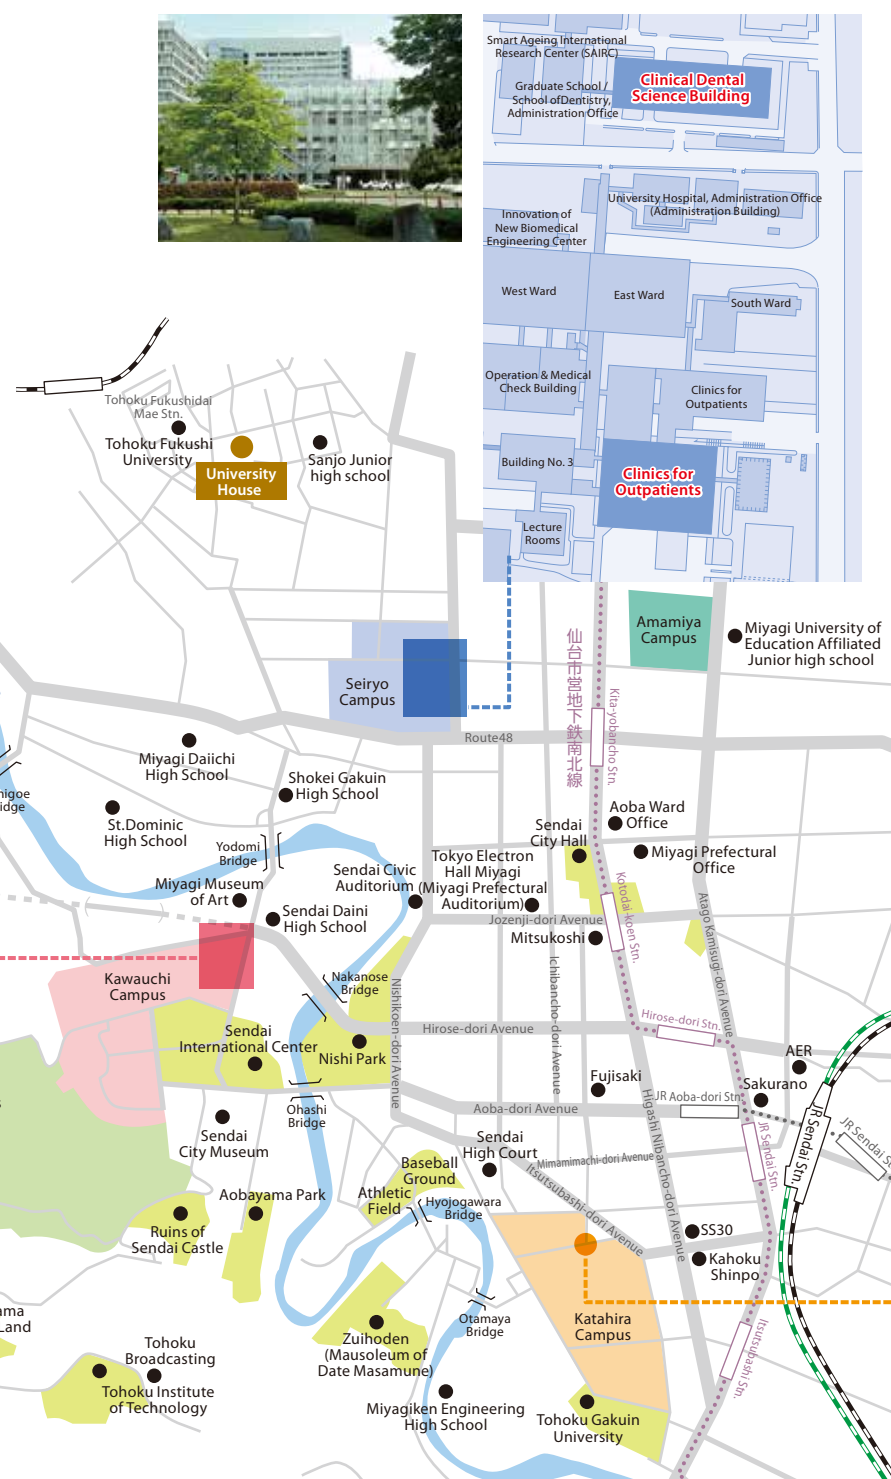 Smart Ageing International
Research Center (SAIRC)
Clinical Dental
Science Building
Graduate School /
School ofDentistry,
Administration Office
University Hospital, Administration Office
(Administration Building)
Innovation of
New Biomedical
Engineering Center
West Ward
East Ward
South Ward
Operation & Medical
Check Building
Clinics for
Outpatients
Building No. 3
Clinics for
Outpatients
Lecture
Rooms
Tohoku Fukushidai
Mae Stn.
Tohoku Fukushi
University
University
House
Sanjo Junior
high school
Amamiya
Campus
Miyagi University of
Education Affiliated
Junior high school
仙台市営地下鉄南北線
Kita-yobancho Stn.
Seiryo
Campus
Route48
Miyagi Daiichi
High School
Shokei Gakuin
High School
St.Dominic
High School
Yodomi
Bridge
Aoba Ward
Office
Sendai
City Hall
Miyagi Prefectural
Office
Sendai Civic
Auditorium
Tokyo Electron
Hall Miyagi
(Miyagi Prefectural
Auditorium)
Miyagi Museum
of Art
Sendai Daini
High School
Jozenji-dori Avenue
Mitsukoshi
Kotodai-koen Stn.
Atago Kamisugi-dori Avenue
Kawauchi
Campus
Nakanose
Bridge
Nishikoen-dori Avenue
Ichibancho-dori Avenue
Hirose-dori Avenue
Hirose-dori Stn.
Sendai
International Center
Nishi Park
AER
Fujisaki
Sakurano
JR Aoba-dori Stn.
Aoba-dori Avenue
Higashi Nibancho-dori Avenue
JR Sendai Stn.
JR Sendai Stn.
Ohashi
Bridge
Sendai
City Museum
Sendai
High Court
Mimamimachi-dori Avenue
Itsutsubashi-dori Avenue
Baseball
Ground
Athletic
Field
Hyojogawara
Bridge
Aobayama Park
Ruins of
Sendai Castle
SS30
Kahoku
Shinpo
Katahira
Campus
Otamaya
Bridge
Zuihoden
(Mausoleum of
Date Masamune)
Itsutsubashi Stn.
Land
Tohoku
Broadcasting
Tohoku Institute
of Technology
Miyagiken Engineering
High School
Tohoku Gakuin
University